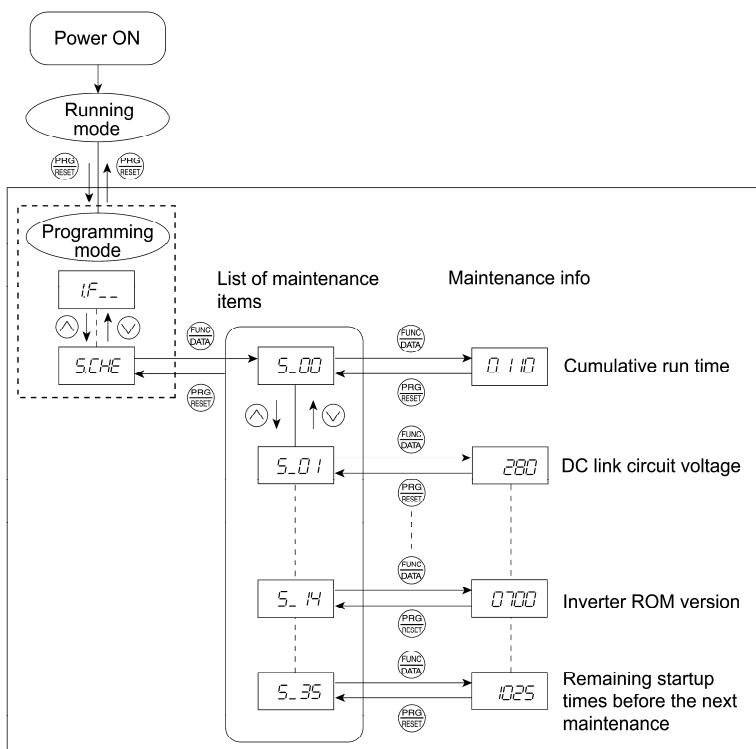 Power ON
Running
mode
PRG
RESET
PRG
RESET
Programming
mode
1.F__
5.CHE
FUNC
DATA
PRG
RESET
List of maintenance
items
Maintenance info
5_00
FUNC
DATA
PRG
RESET
0.110
Cumulative run time
5_01
FUNC
DATA
PRG
RESET
280
DC link circuit voltage
5_14
FUNC
DATA
PRG
RESET
0700
Inverter ROM version
5_35
FUNC
DATA
PRG
RESET
1025
Remaining startup
times before the next
maintenance